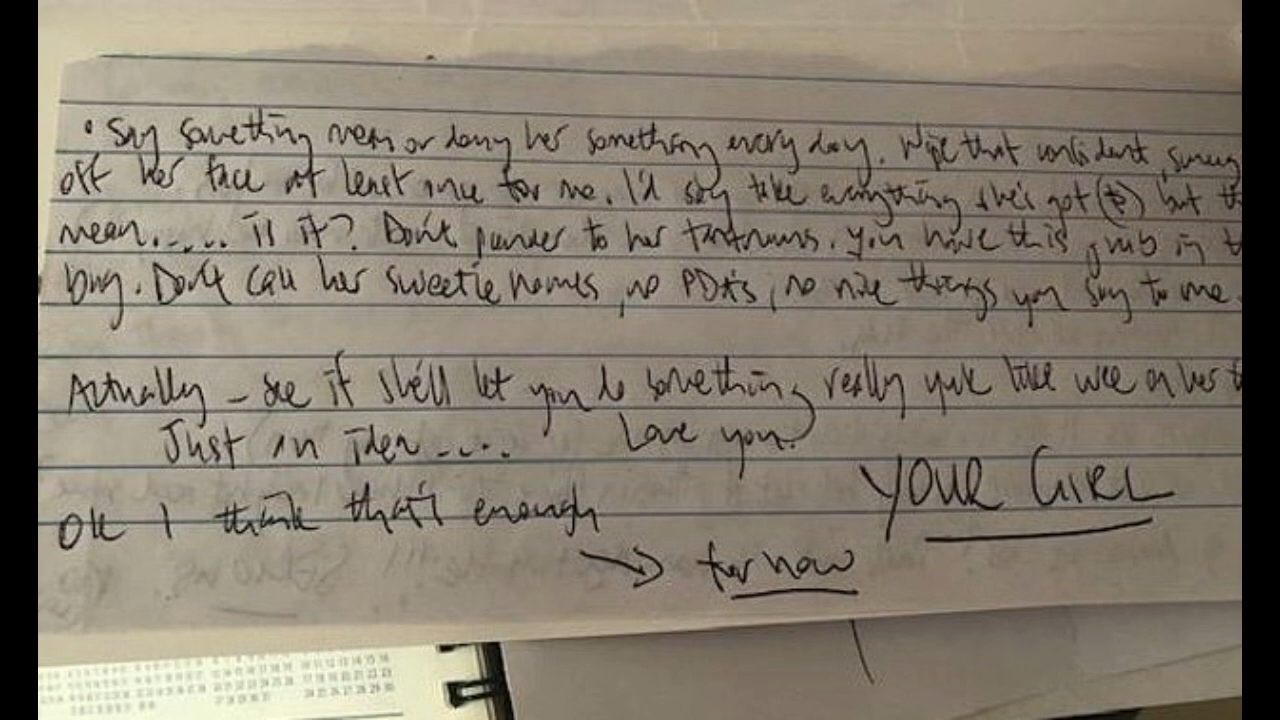 • Say something mean or deny her something every day. Wipe that confident
off her face at least once for me. I'd say take everything she's got (£) but
mean...... is it? Don't pander to her tantrums. You have this in
bag. Don't call her sweetie names, no PDA's, no nice things you say to me.
Actually - see if she'll let you do something really yuk like wee on her
Just an idea.... Love you.
YOUR GIRL
OK I think that's enough
→ for now